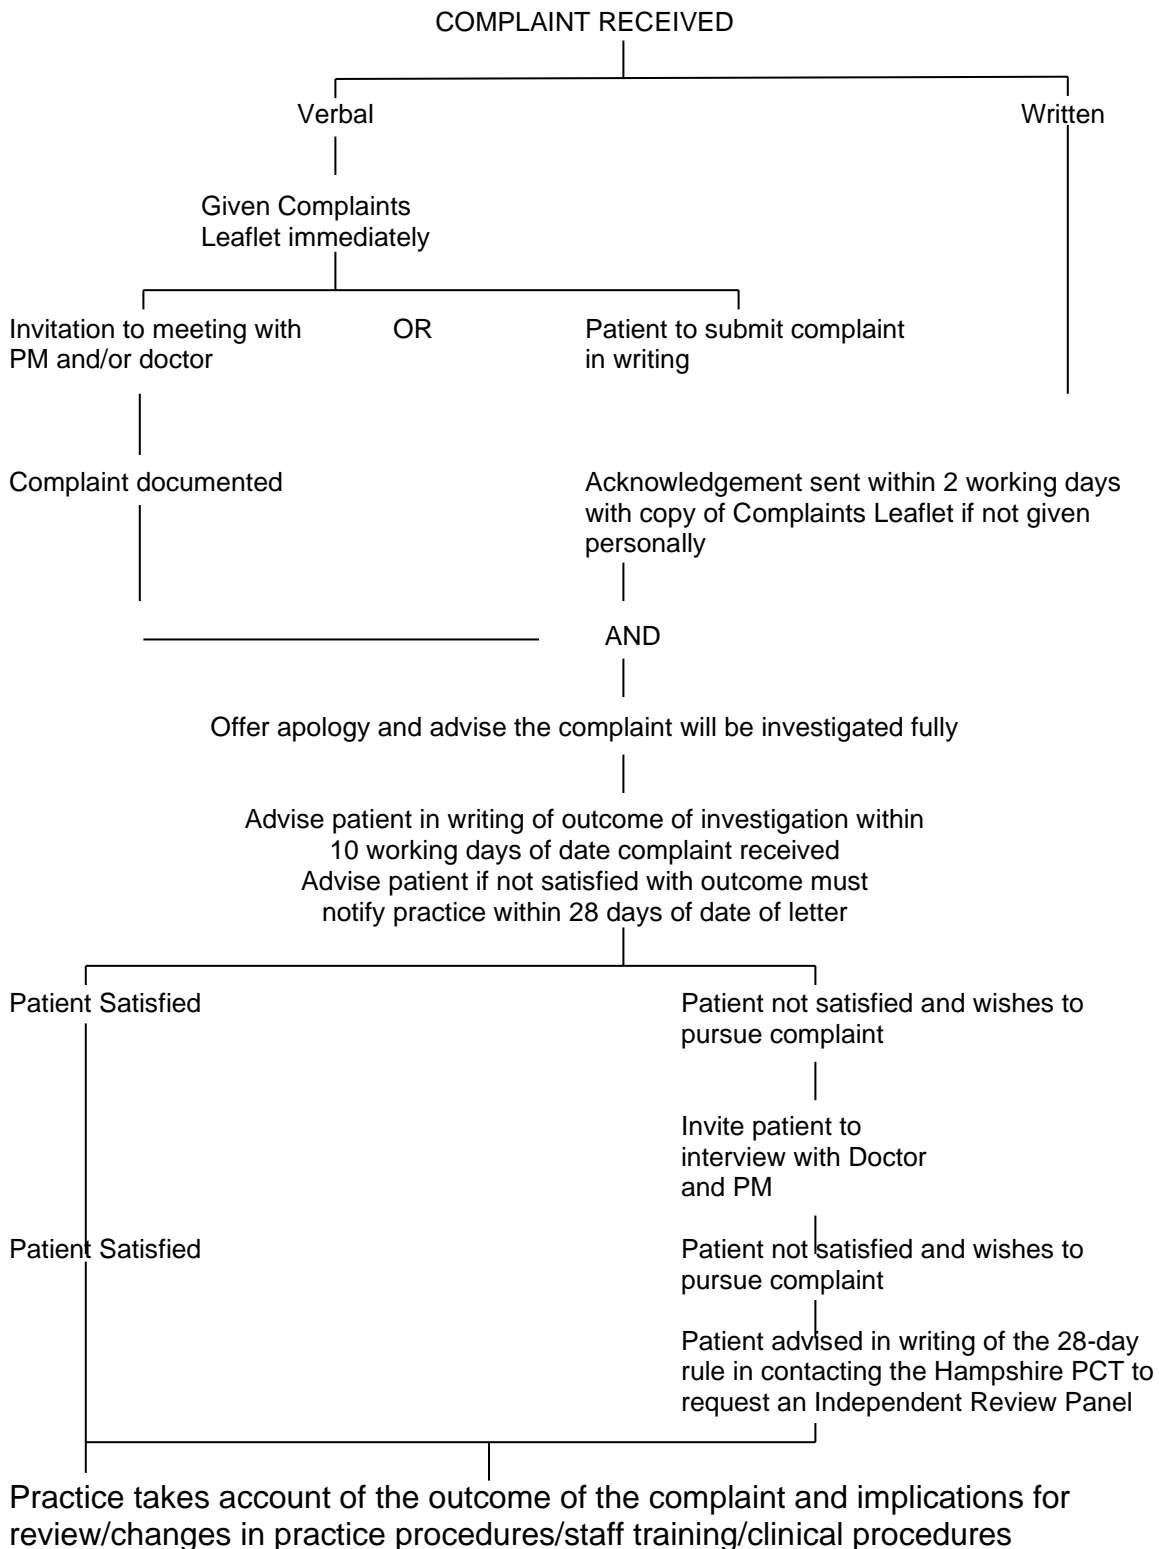 COMPLAINT RECEIVED
Verbal
Written
Given Complaints
Leaflet immediately
Invitation to meeting with
PM and/or doctor
OR
Patient to submit complaint
in writing
Complaint documented
Acknowledgement sent within 2 working days
with copy of Complaints Leaflet if not given
personally
AND
Offer apology and advise the complaint will be investigated fully
Advise patient in writing of outcome of investigation within
10 working days of date complaint received
Advise patient if not satisfied with outcome must
notify practice within 28 days of date of letter
Patient Satisfied
Patient not satisfied and wishes to
pursue complaint
Invite patient to
interview with Doctor
and PM
Patient Satisfied
Patient not satisfied and wishes to
pursue complaint
Patient advised in writing of the 28-day
rule in contacting the Hampshire PCT to
request an Independent Review Panel
Practice takes account of the outcome of the complaint and implications for
review/changes in practice procedures/staff training/clinical procedures